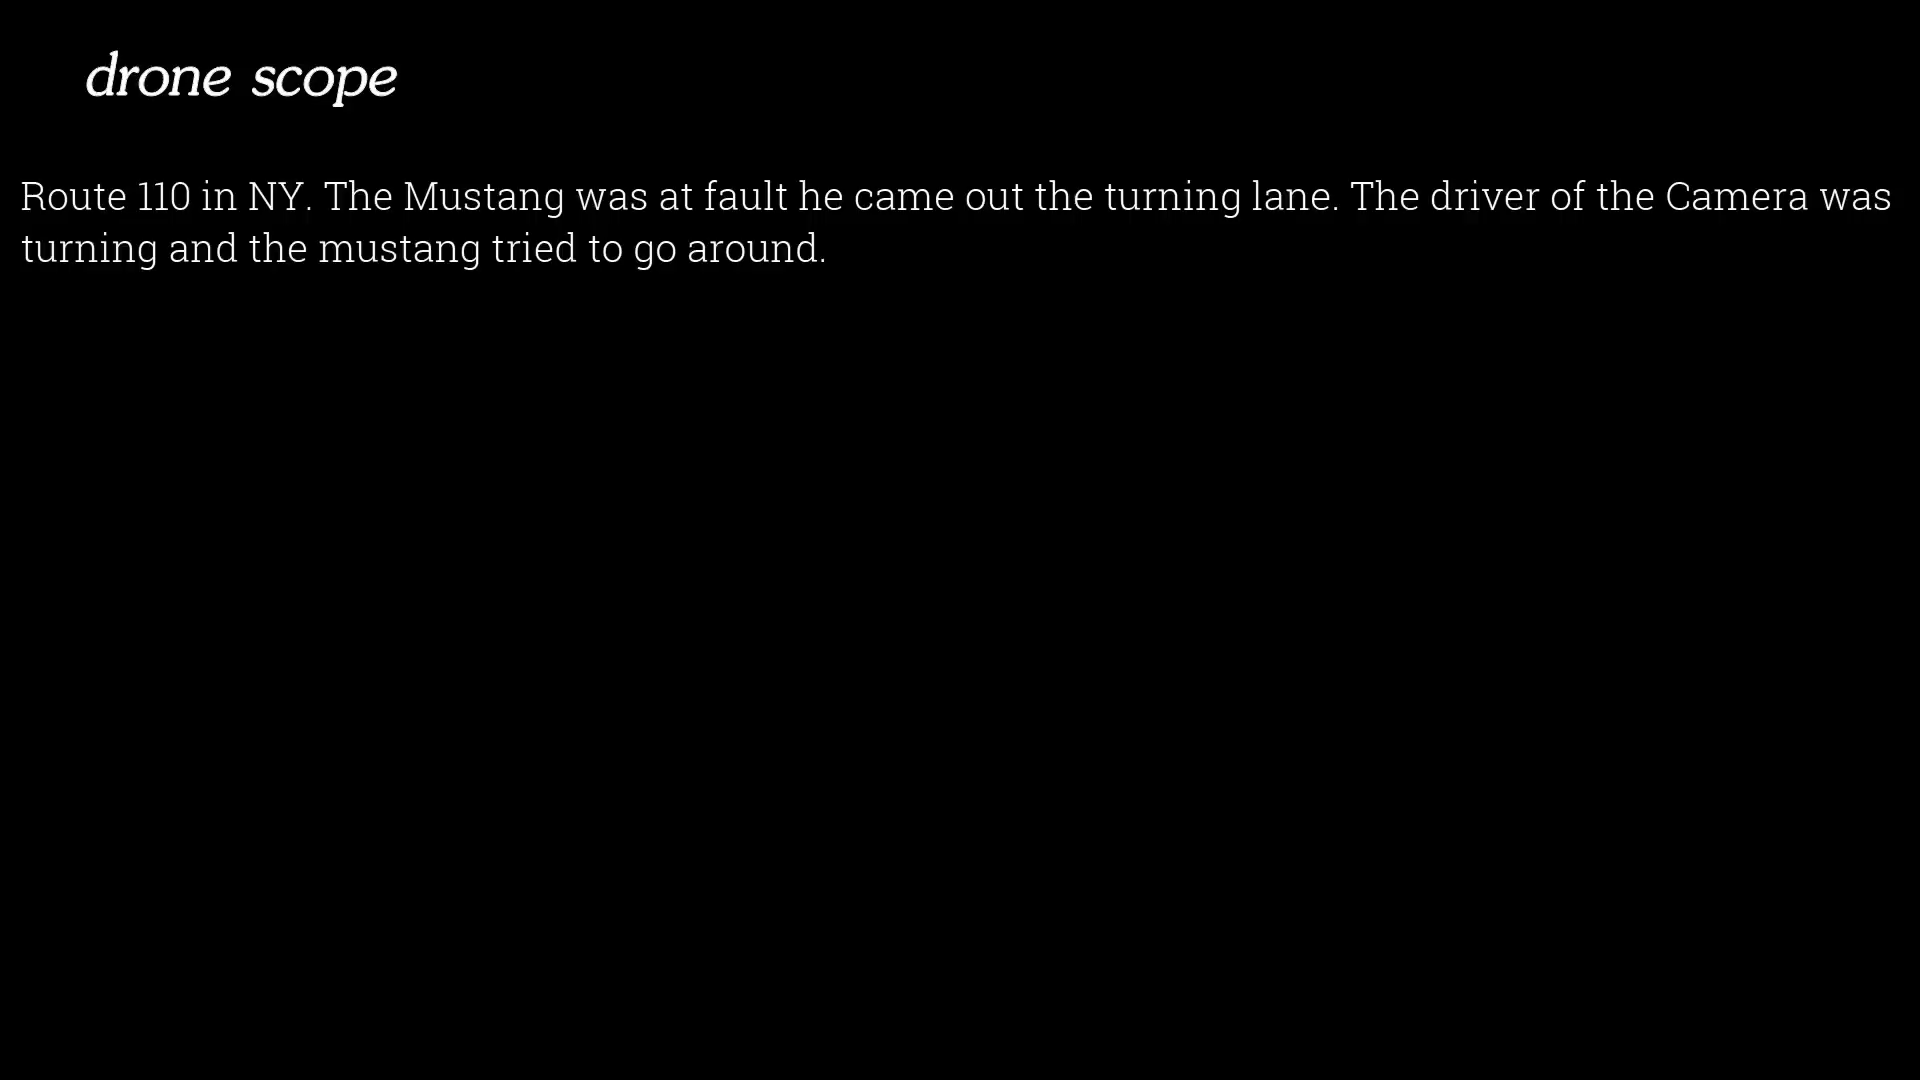 drone scope
Route 110 in NY. The Mustang was at fault he came out the turning lane. The driver of the Camera was
turning and the mustang tried to go around.